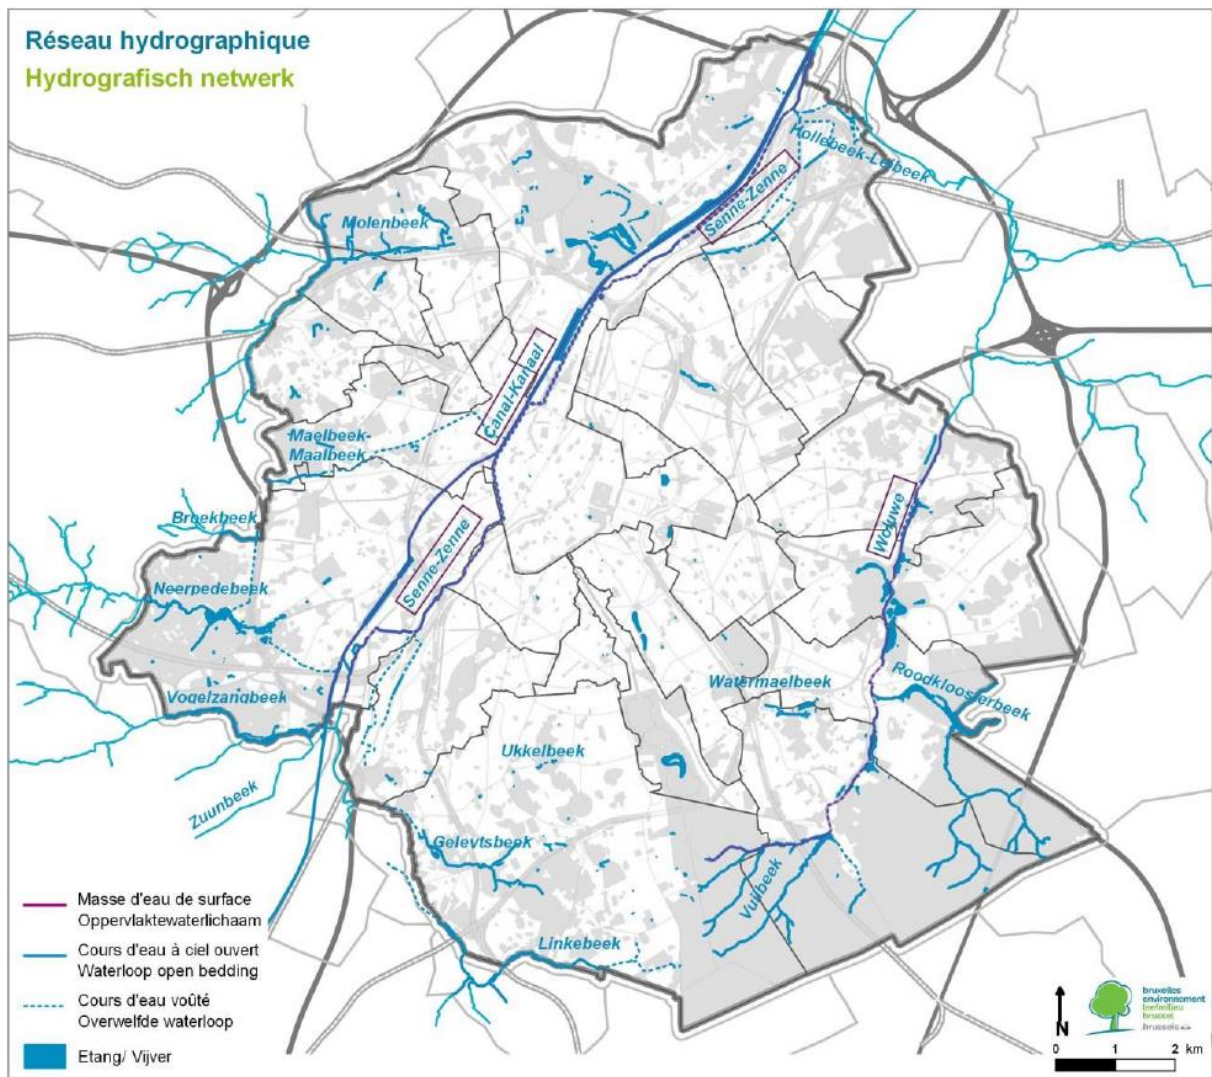 Réseau hydrographique
Hydrografisch netwerk
Hollebeek-Leibeek
Senne-Zenne
Molenbeek
Canal-Kanaal
Maelbeek-
Maalbeek
Woluwe
Broekbeek
Senne-Zenne
Neerpedebeek
Roodkloosterbeek
Watermaelbeek
Vogelzangbeek
Ukkelbeek
Zuunbeek
Geleytsbeek
Vuilbeek
Linkebeek
Masse d'eau de surface
Oppervlaktewaterlichaam
Cours d'eau à ciel ouvert
Waterloop open bedding
Cours d'eau voûté
Overwelfde waterloop
Etang/ Vijver
N
bruxelles
environnement
leefmilieu
brussel
.brussels
0 1 2 km